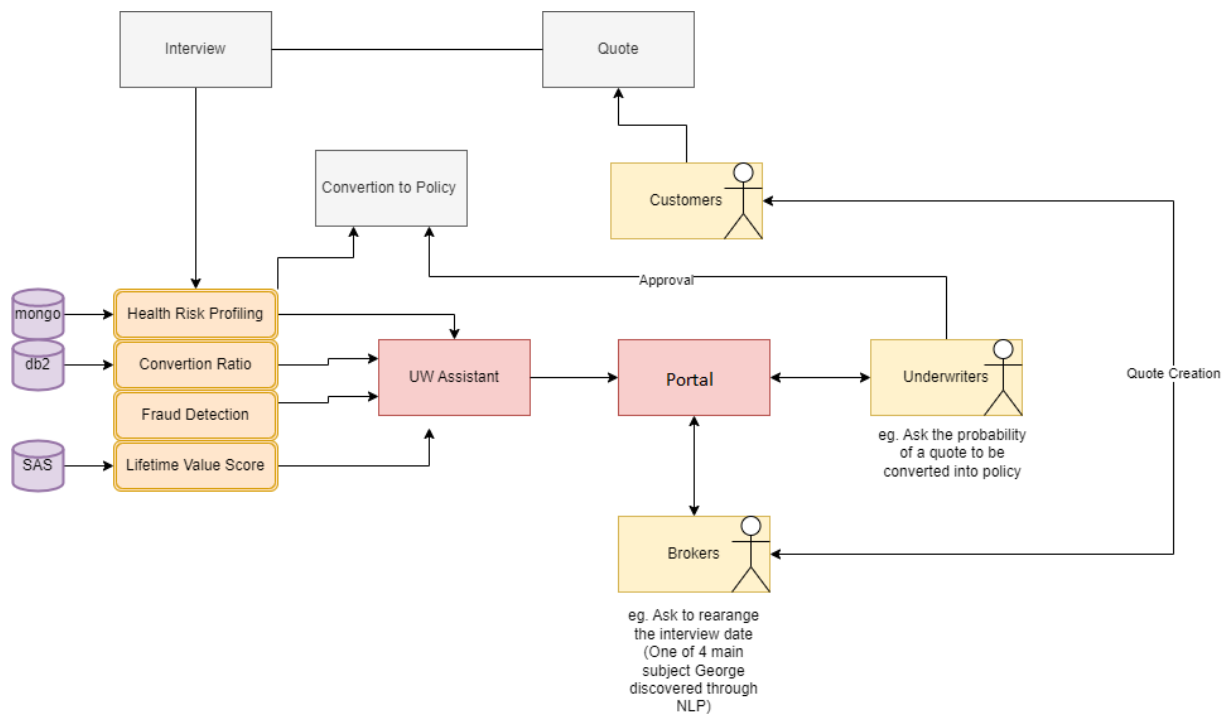 Interview
Quote
Convertion to Policy
Customers
Approval
mongo
Health Risk Profiling
db2
Convertion Ratio
UW Assistant
Portal
Underwriters
Quote Creation
Fraud Detection
SAS
Lifetime Value Score
eg. Ask the probability
of a quote to be
converted into policy
Brokers
eg. Ask to rearange
the interview date
(One of 4 main
subject George
discovered through
NLP)